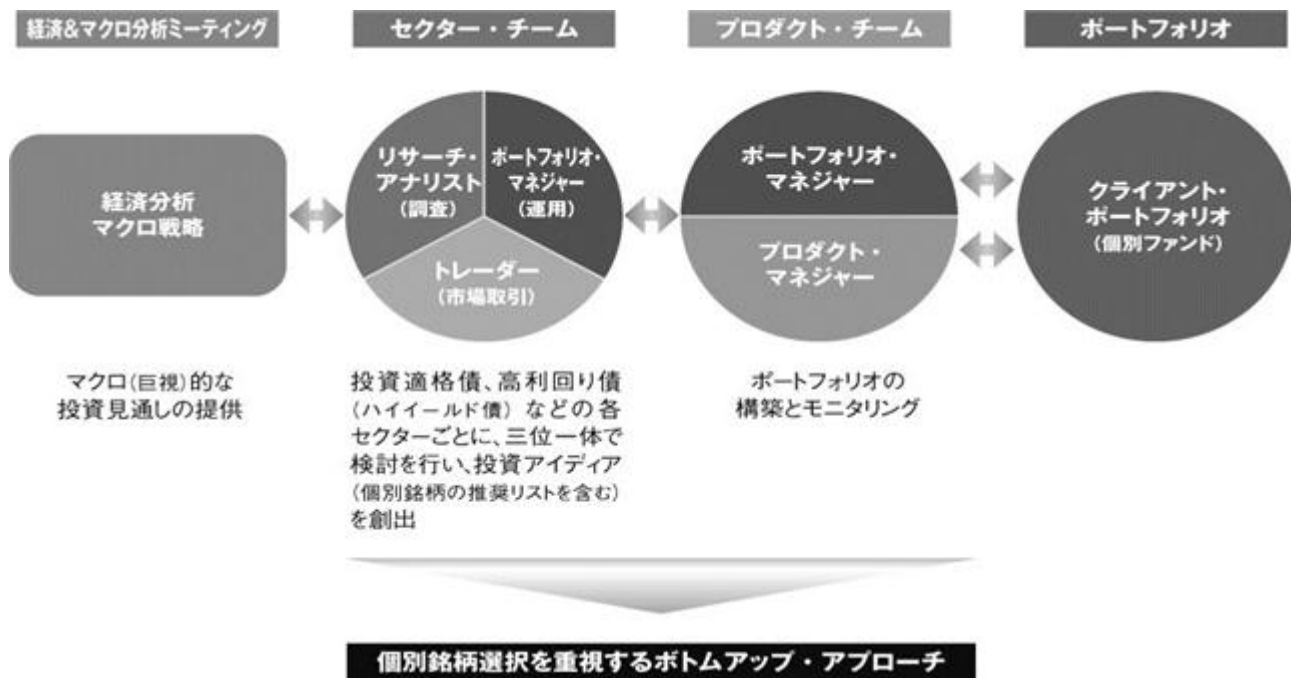 経済&マクロ分析ミーティング
セクター・チーム
プロダクト・チーム
ポートフォリオ
経済分析
マクロ戦略
リサーチ・
アナリスト
(調査)
ポートフォリオ・
マネジャー
(運用)
トレーダー
(市場取引)
ポートフォリオ・
マネジャー
プロダクト・
マネジャー
クライアント・
ポートフォリオ
(個別ファンド)
マクロ(巨視)的な
投資見通しの提供
投資適格債、高利回り債
(ハイイールド債)などの各
セクターごとに、三位一体で
検討を行い、投資アイディア
(個別銘柄の推奨リストを含む)
を創出
ポートフォリオの
構築とモニタリング
個別銘柄選択を重視するボトムアップ・アプローチ